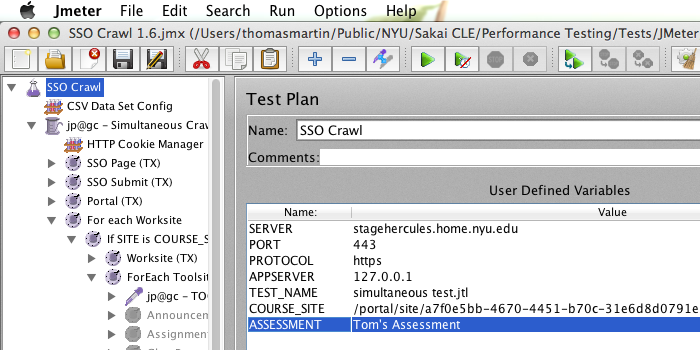 Jmeter File Edit Search Run Options Help
SSO Crawl 1.6.jmx (/Users/thomasmartin/Public/NYU/Sakai CLE/Performance Testing/Tests/JMeter
SSO Crawl
CSV Data Set Config
jp@gc - Simultaneous Craw
HTTP Cookie Manager
SSO Page (TX)
SSO Submit (TX)
Portal (TX)
For each Worksite
If SITE is COURSE_S
Worksite (TX)
ForEach Toolsit
jp@gc - TO
Announcen
Assignment
Test Plan
Name: SSO Crawl
Comments:
User Defined Variables
Name: Value
SERVER stagehercules.home.nyu.edu
PORT 443
PROTOCOL https
APPSERVER 127.0.0.1
TEST_NAME simultaneous test.jtl
COURSE_SITE /portal/site/a7f0e5bb-4670-4451-b70c-31e6d8d0791e
ASSESSMENT Tom's Assessment